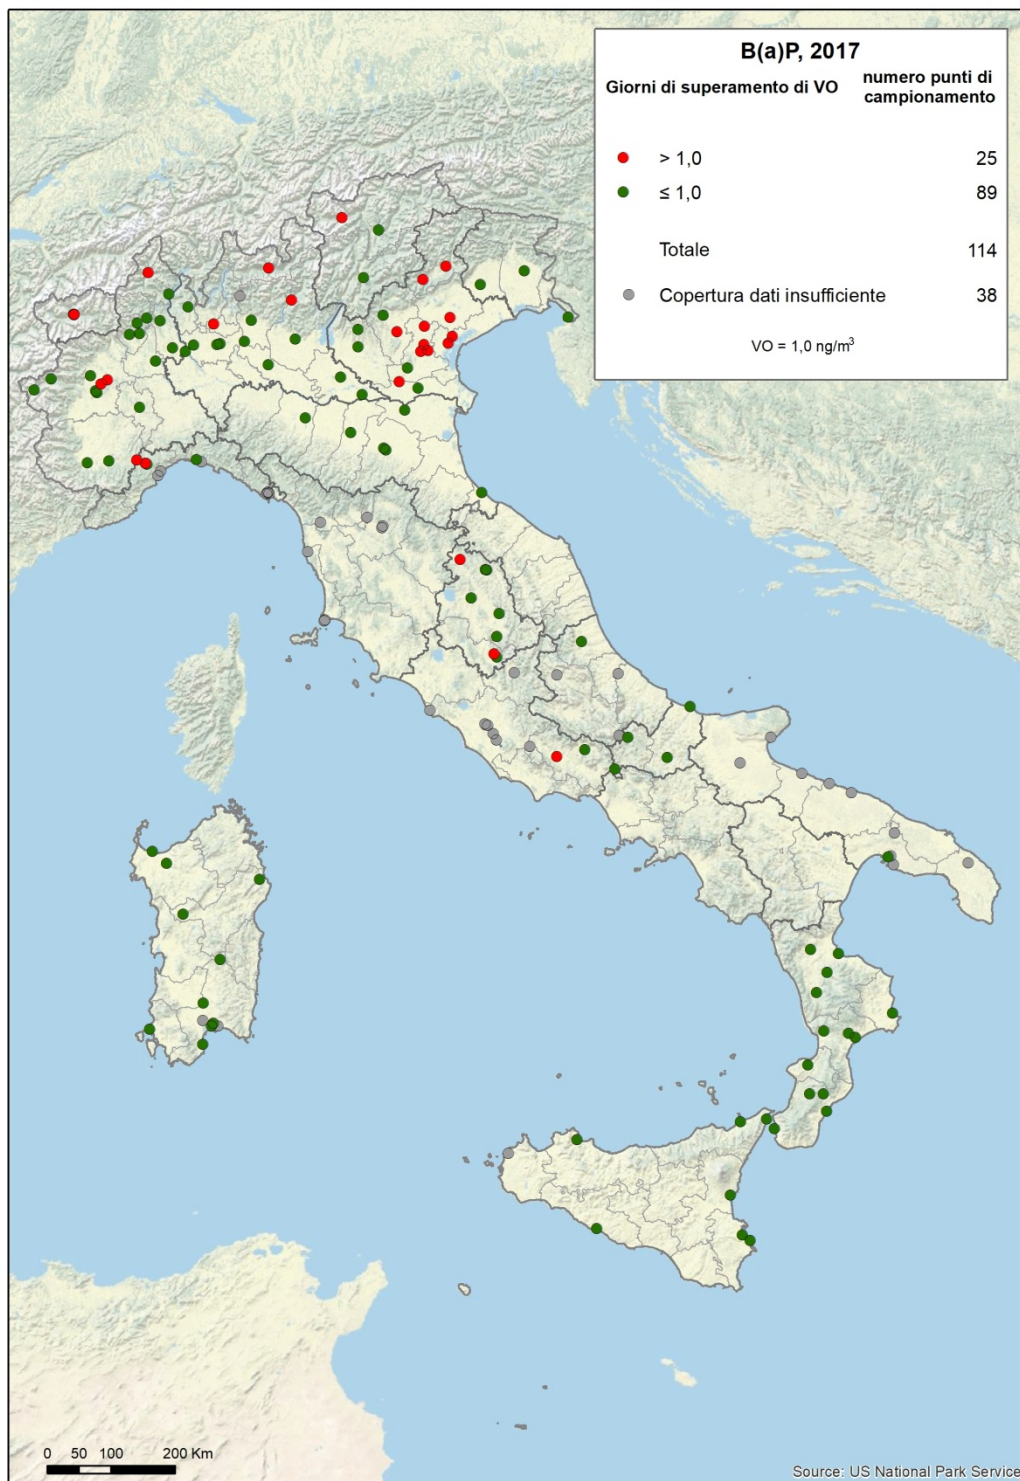 B(a)P, 2017
Giorni di superamento di VO
numero punti di
campionamento
> 1,0 25
≤ 1,0 89
Totale 114
Copertura dati insufficiente 38
VO = 1,0 ng/m³
0 50 100 200 Km
Source: US National Park Service